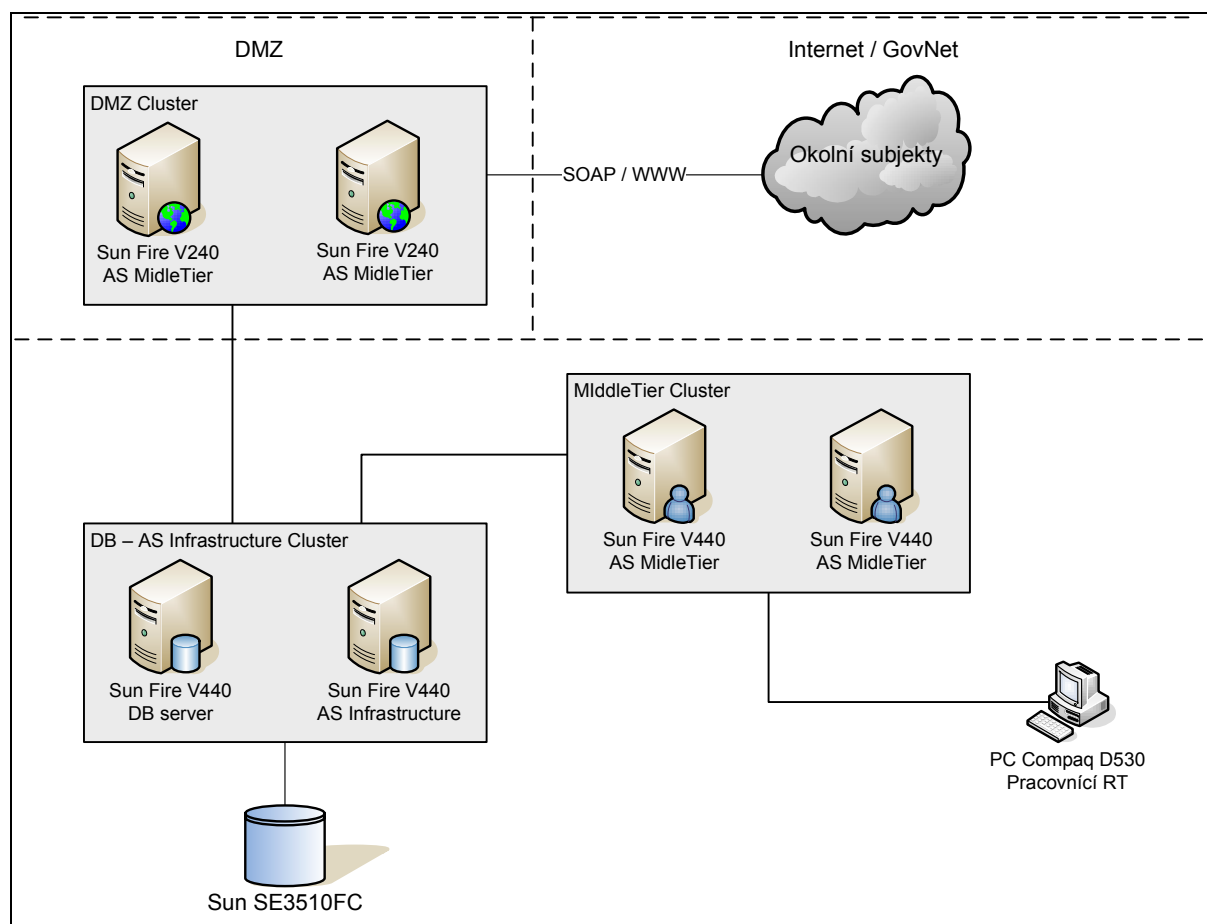 DMZ
Internet / GovNet
DMZ Cluster
Sun Fire V240
AS MidleTier
Sun Fire V240
AS MidleTier
SOAP / WWW
Okolní subjekty
MIddleTier Cluster
Sun Fire V440
AS MidleTier
Sun Fire V440
AS MidleTier
DB – AS Infrastructure Cluster
Sun Fire V440
DB server
Sun Fire V440
AS Infrastructure
PC Compaq D530
Pracovnící RT
Sun SE3510FC